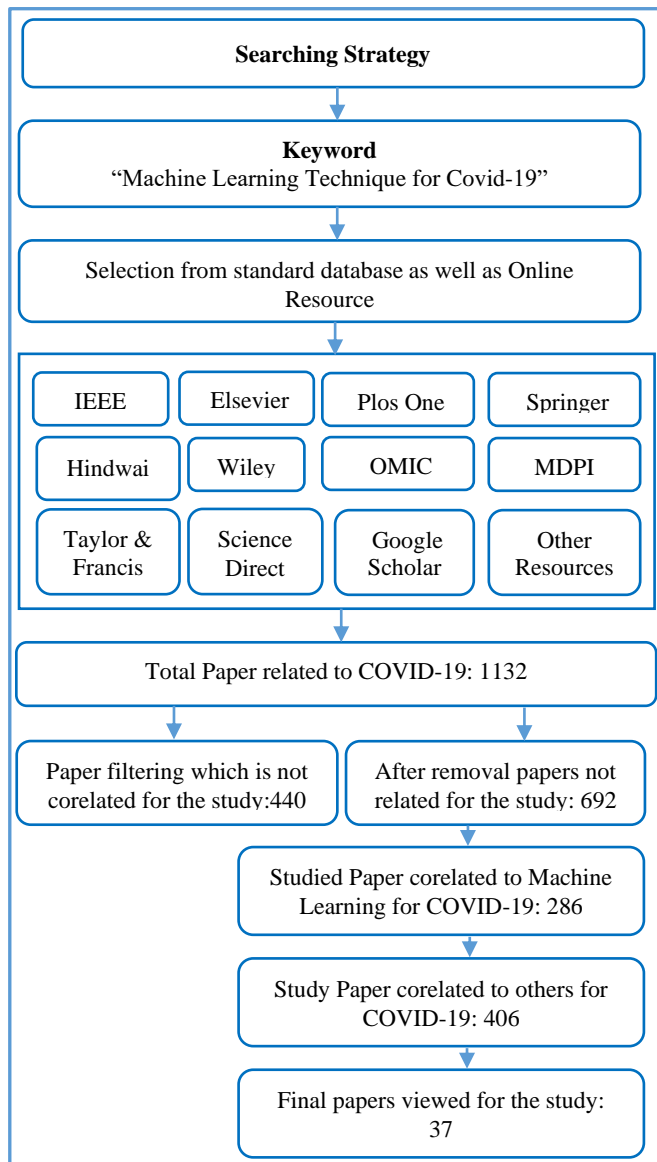 Searching Strategy
Keyword
“Machine Learning Technique for Covid-19”
Selection from standard database as well as Online
Resource
IEEE
Elsevier
Plos One
Springer
Hindwai
Wiley
OMIC
MDPI
Taylor &
Francis
Science
Direct
Google
Scholar
Other
Resources
Total Paper related to COVID-19: 1132
Paper filtering which is not
corelated for the study:440
After removal papers not
related for the study: 692
Studied Paper corelated to Machine
Learning for COVID-19: 286
Study Paper corelated to others for
COVID-19: 406
Final papers viewed for the study:
37